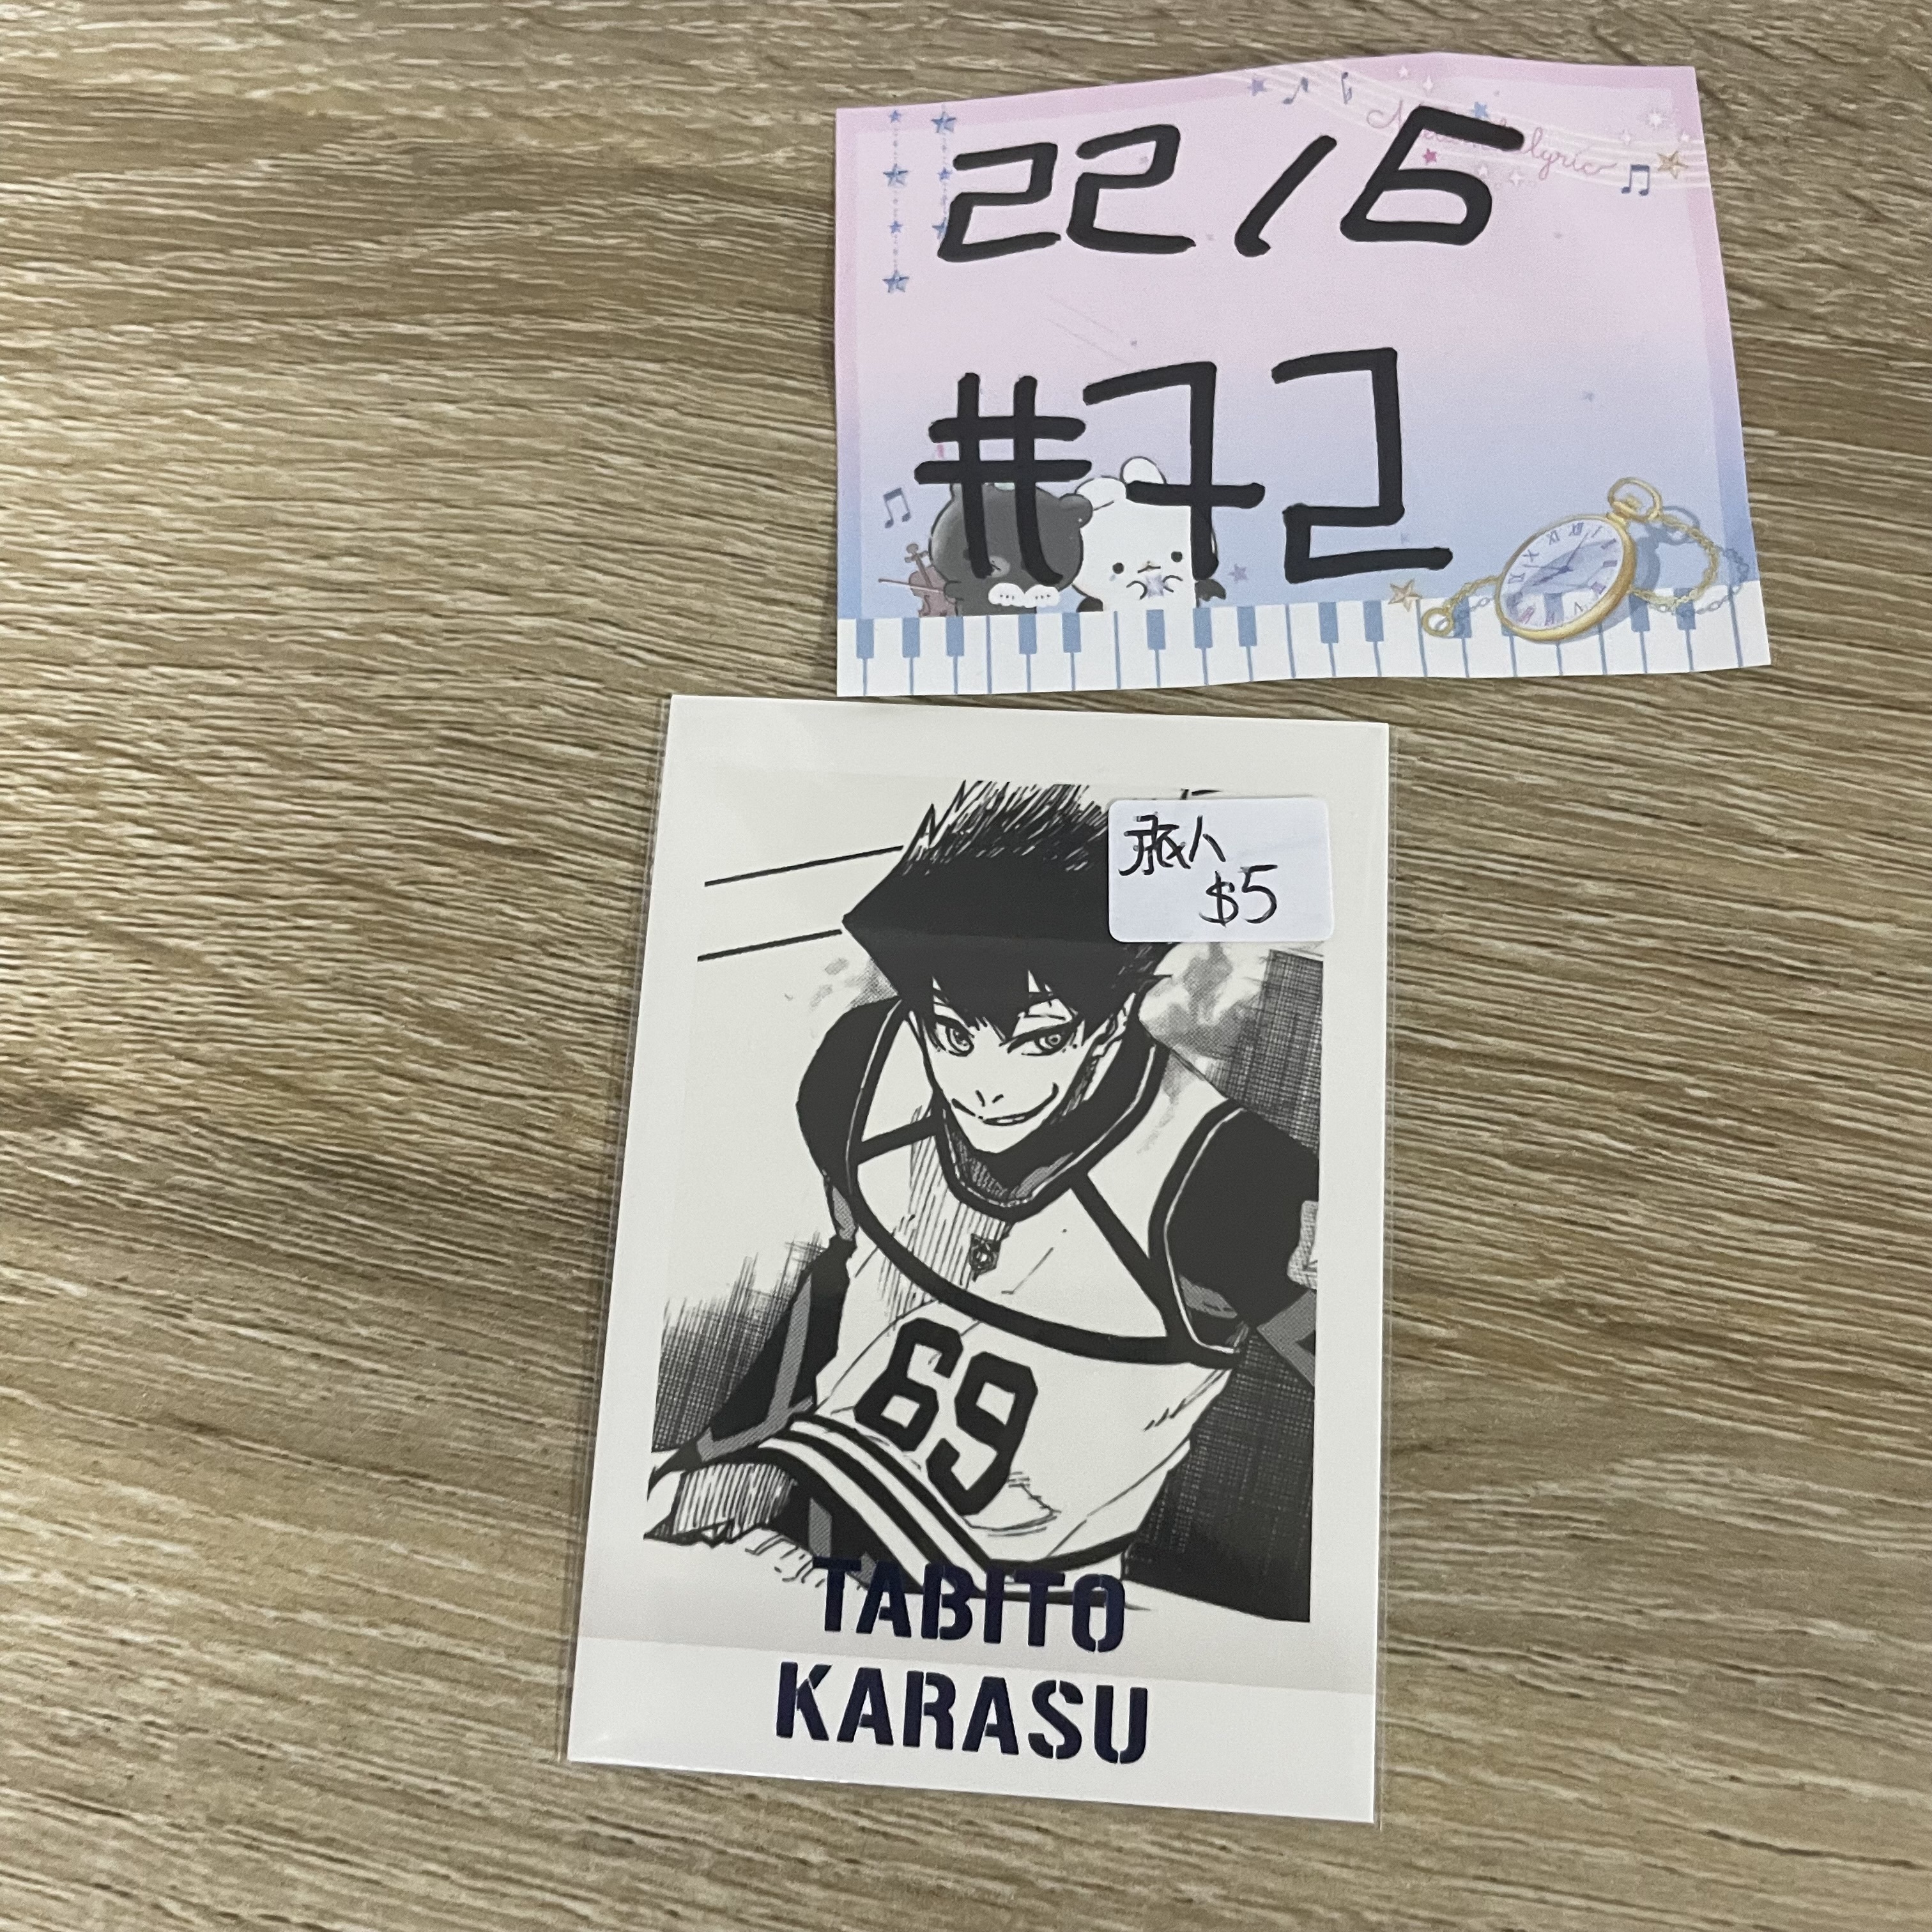 22/6
#72
旅人
$5
69
TABITO
KARASU